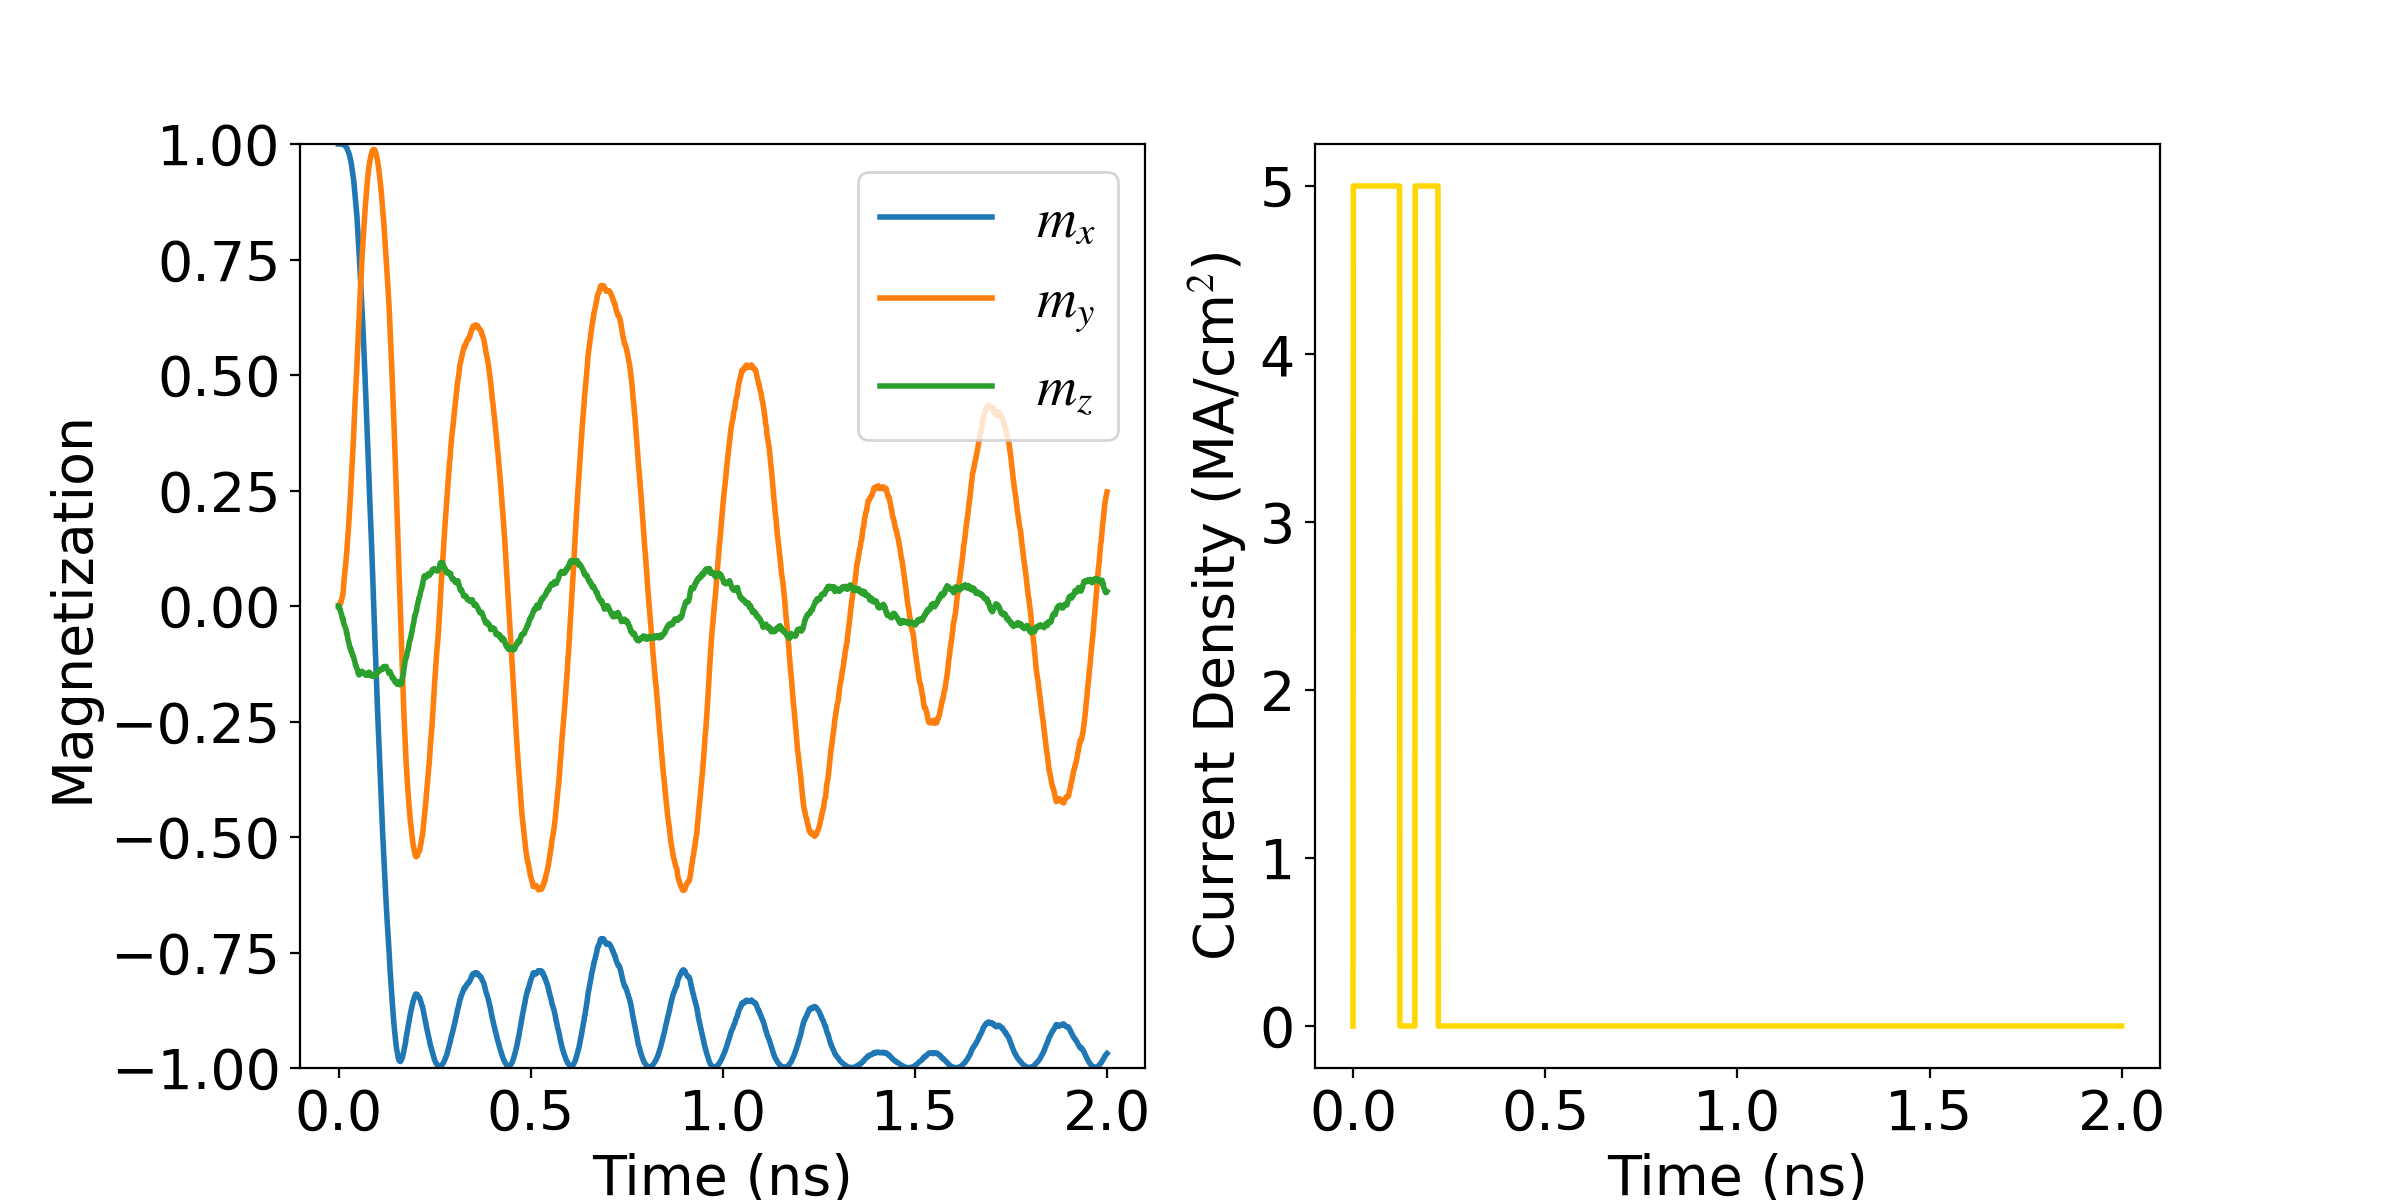 1.00
0.75
0.50
0.25
0.00
−0.25
−0.50
−0.75
−1.00
Magnetization
0.0 0.5 1.0 1.5 2.0
Time (ns)
m_x
m_y
m_z
5
4
3
2
1
0
Current Density (MA/cm²)
0.0 0.5 1.0 1.5 2.0
Time (ns)